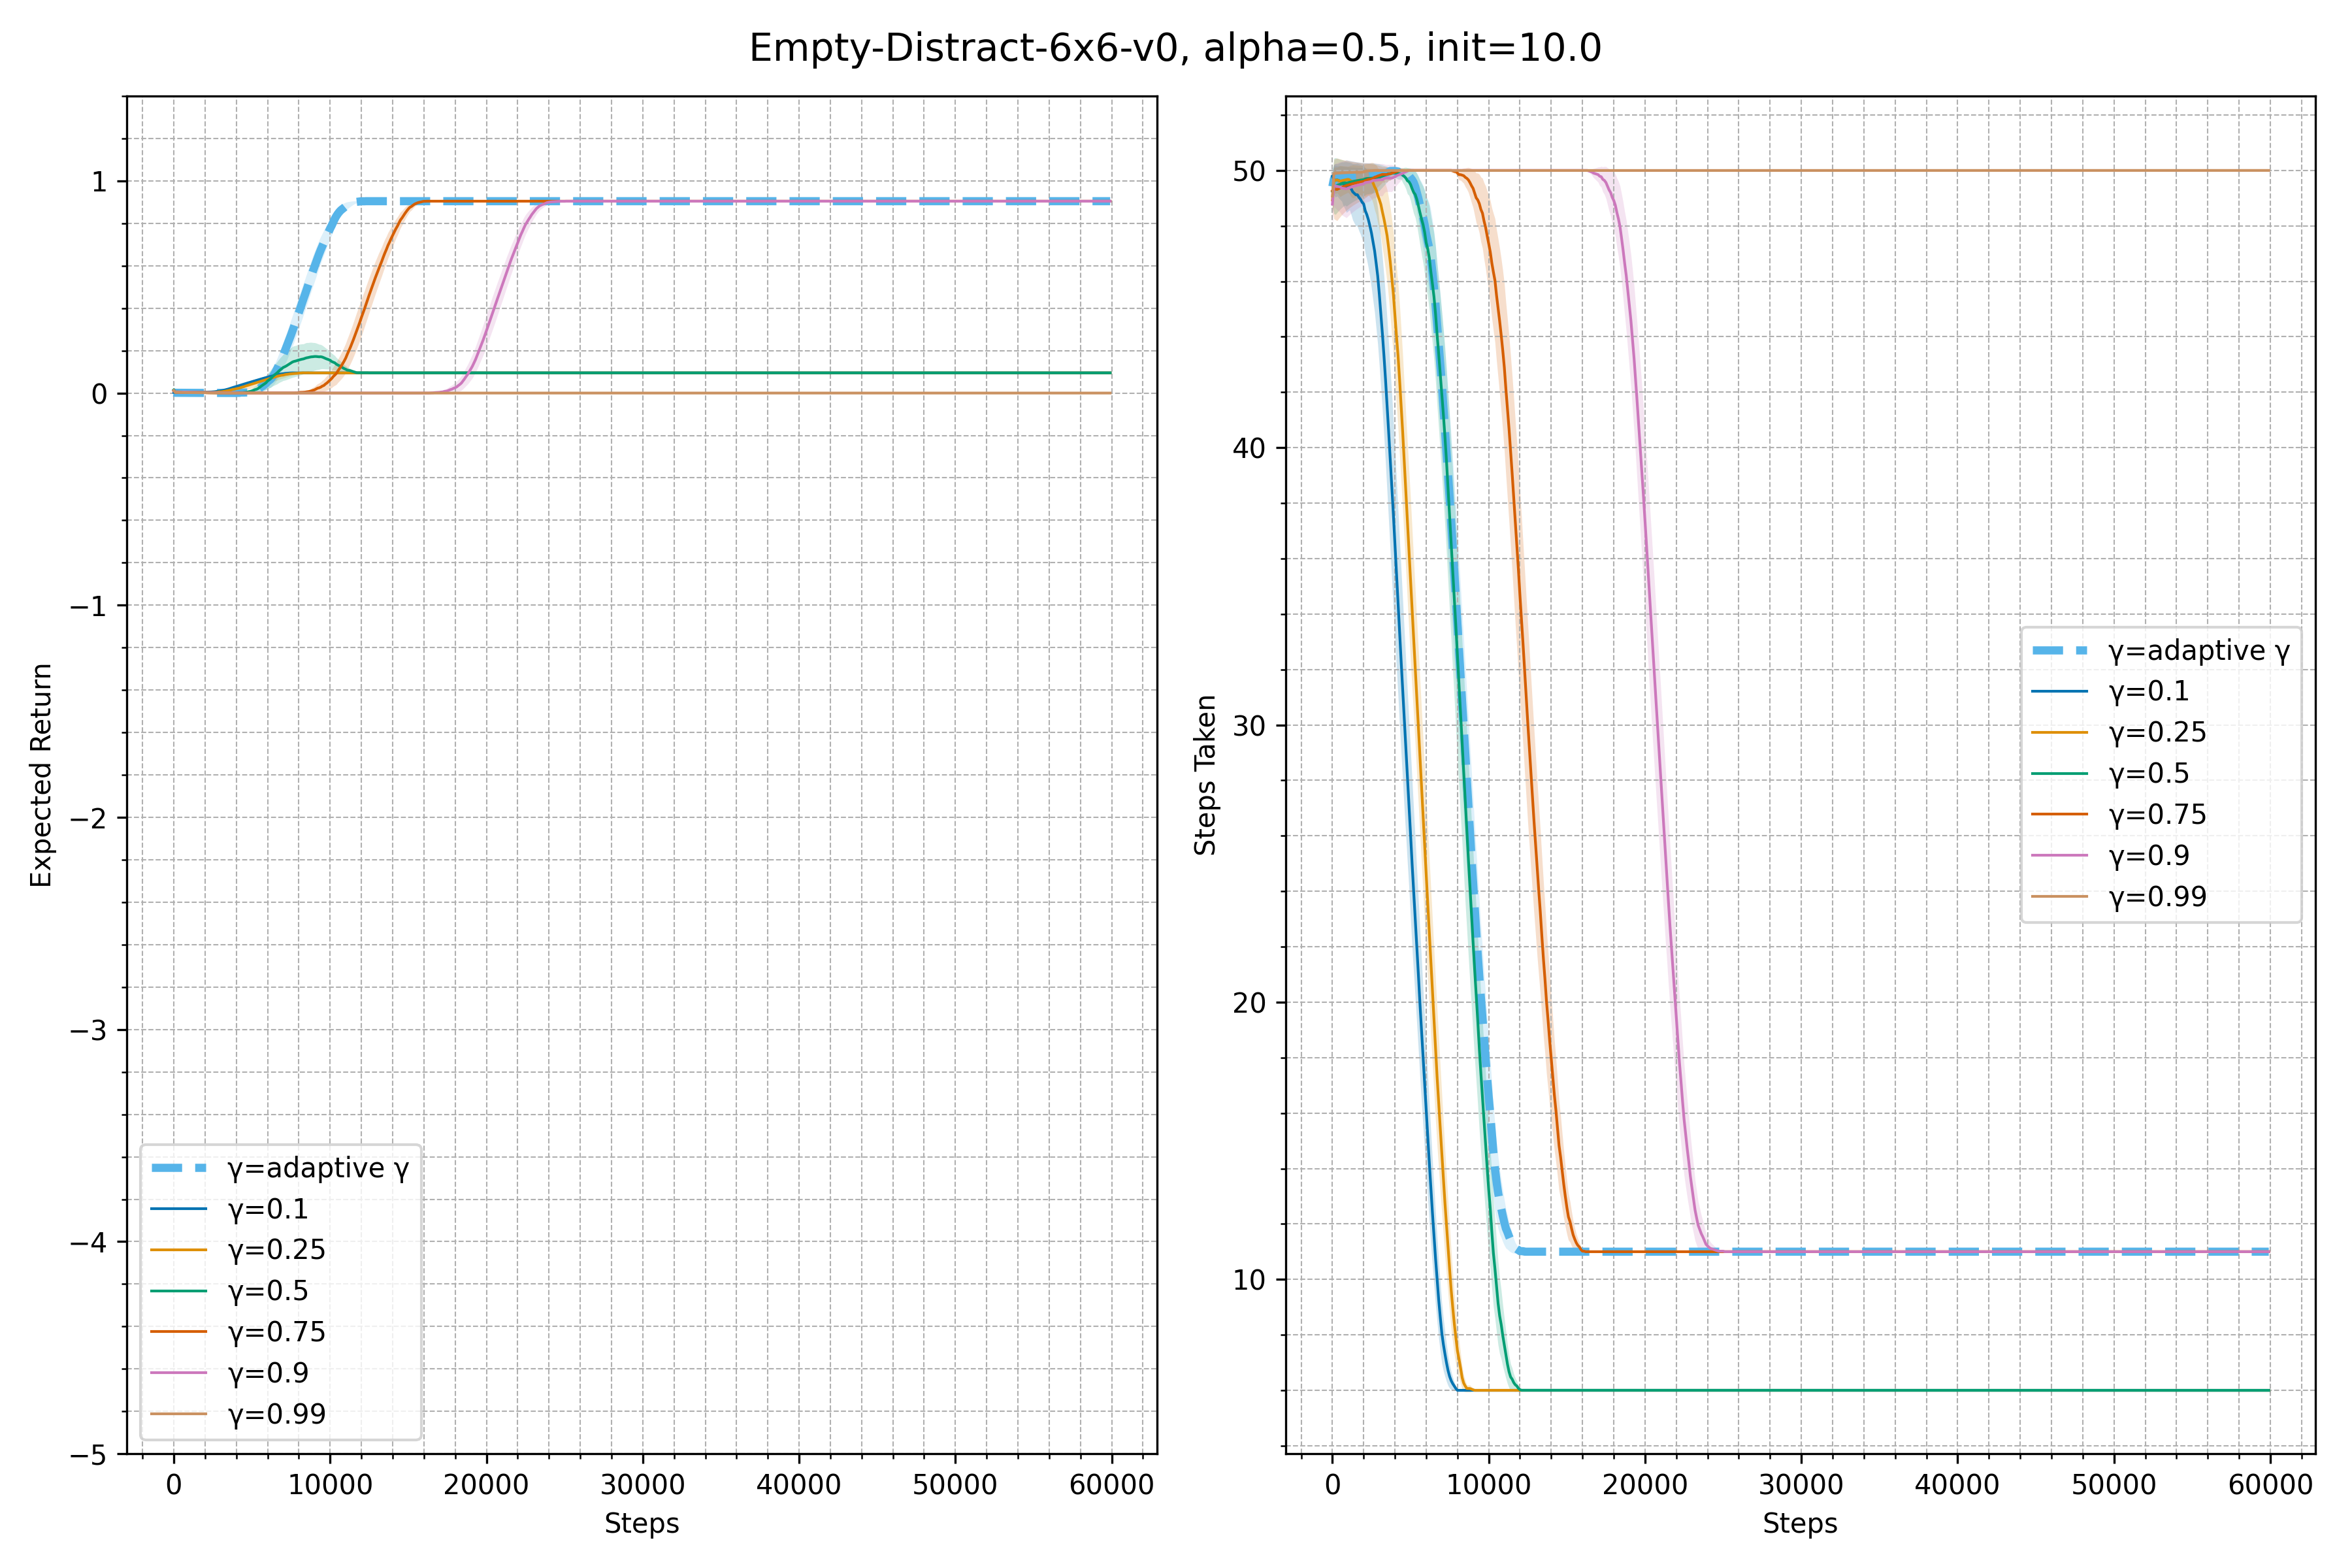 Empty-Distract-6x6-v0, alpha=0.5, init=10.0
Expected Return
1
0
−1
−2
−3
−4
−5
γ=adaptive γ
γ=0.1
γ=0.25
γ=0.5
γ=0.75
γ=0.9
γ=0.99
0 10000 20000 30000 40000 50000 60000
Steps
Steps Taken
50
40
30
20
10
γ=adaptive γ
γ=0.1
γ=0.25
γ=0.5
γ=0.75
γ=0.9
γ=0.99
0 10000 20000 30000 40000 50000 60000
Steps